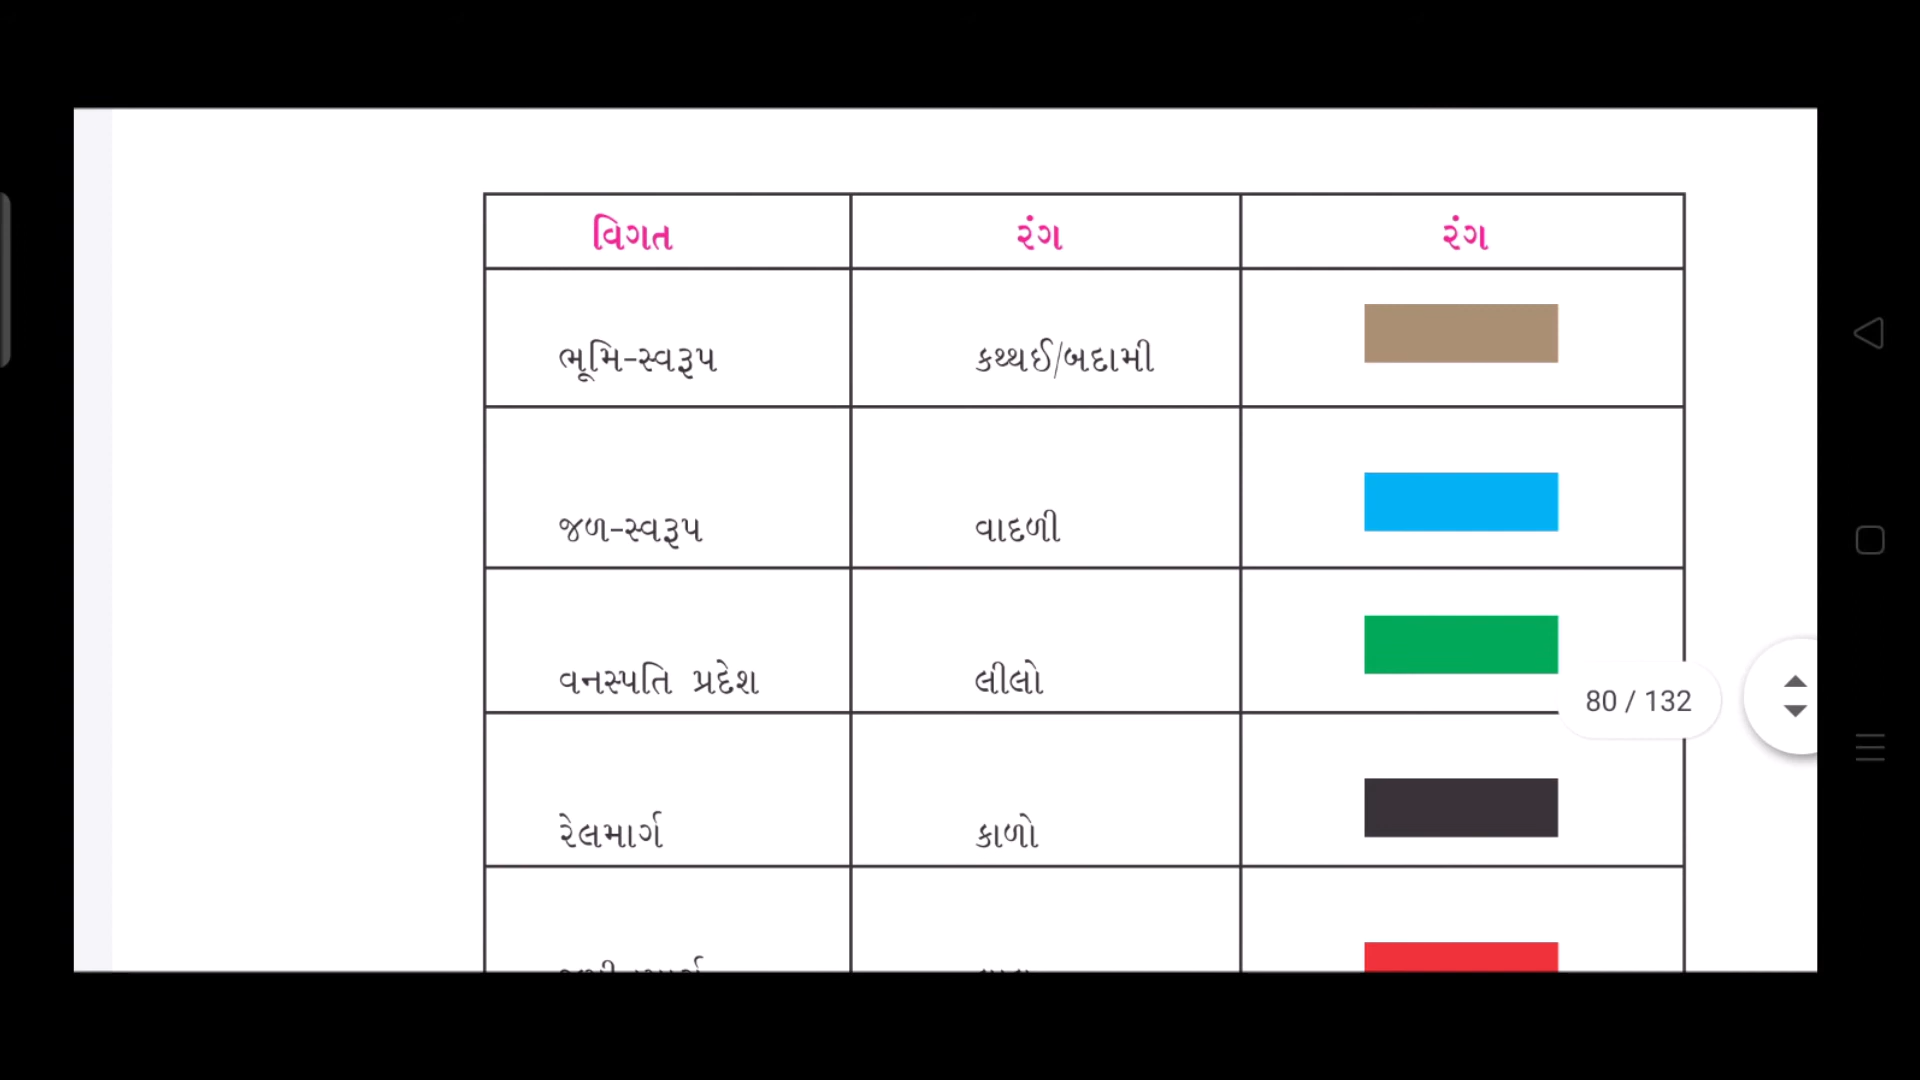 વિગત રંગ રંગ
ભૂમિ-સ્વરૂપ કથ્થઈ/બદામી
જળ-સ્વરૂપ વાદળી
વનસ્પતિ પ્રદેશ લીલો
80 / 132
રેલમાર્ગ કાળો